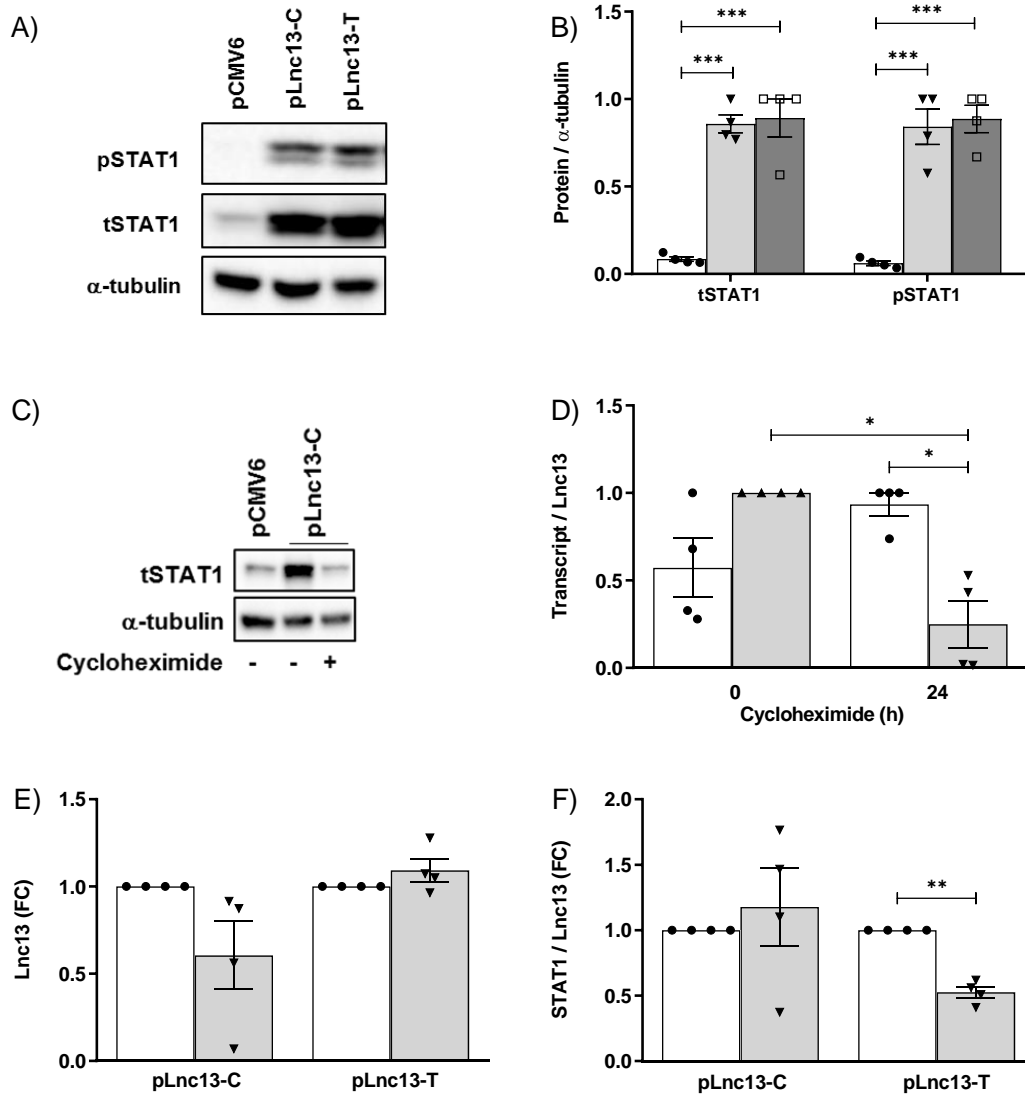 A)
pCMV6
pLnc13-C
pLnc13-T
pSTAT1
tSTAT1
α-tubulin
B)
Protein / α-tubulin
1.5
1.0
0.5
0.0
***
***
***
***
tSTAT1
pSTAT1
C)
pCMV6
pLnc13-C
tSTAT1
α-tubulin
Cycloheximide - - +
D)
Transcript / Lnc13
1.5
1.0
0.5
0.0
*
*
0 24
Cycloheximide (h)
E)
Lnc13 (FC)
1.5
1.0
0.5
0.0
pLnc13-C pLnc13-T
F)
STAT1 / Lnc13 (FC)
2.0
1.5
1.0
0.5
0.0
**
pLnc13-C pLnc13-T